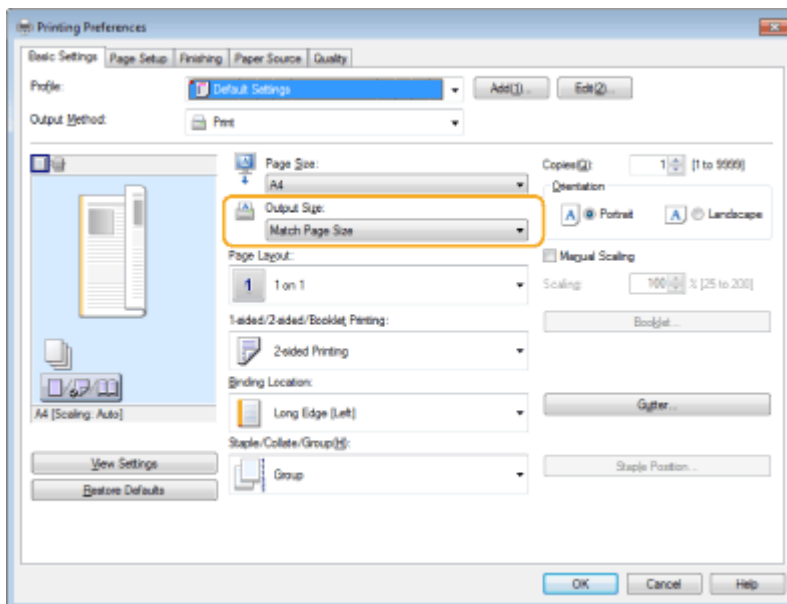 Printing Preferences
Basic Settings Page Setup Finishing Paper Source Quality
Profile: Default Settings Add(1)... Edit(2)...
Output Method: Print
Page Size: Copies(Q): 1 [1 to 9999]
A4 Orientation
Output Size: A Portrait A Landscape
Match Page Size
Page Layout: Manual Scaling
1 1 on 1 Scaling: 100 % [25 to 200]
1-sided/2-sided/Booklet Printing: Booklet...
2-sided Printing
Binding Location:
Long Edge (Left) Gutter...
A4 [Scaling: Auto]
Staple/Collate/Group(H):
View Settings Group Staple Position...
Restore Defaults
OK Cancel Help